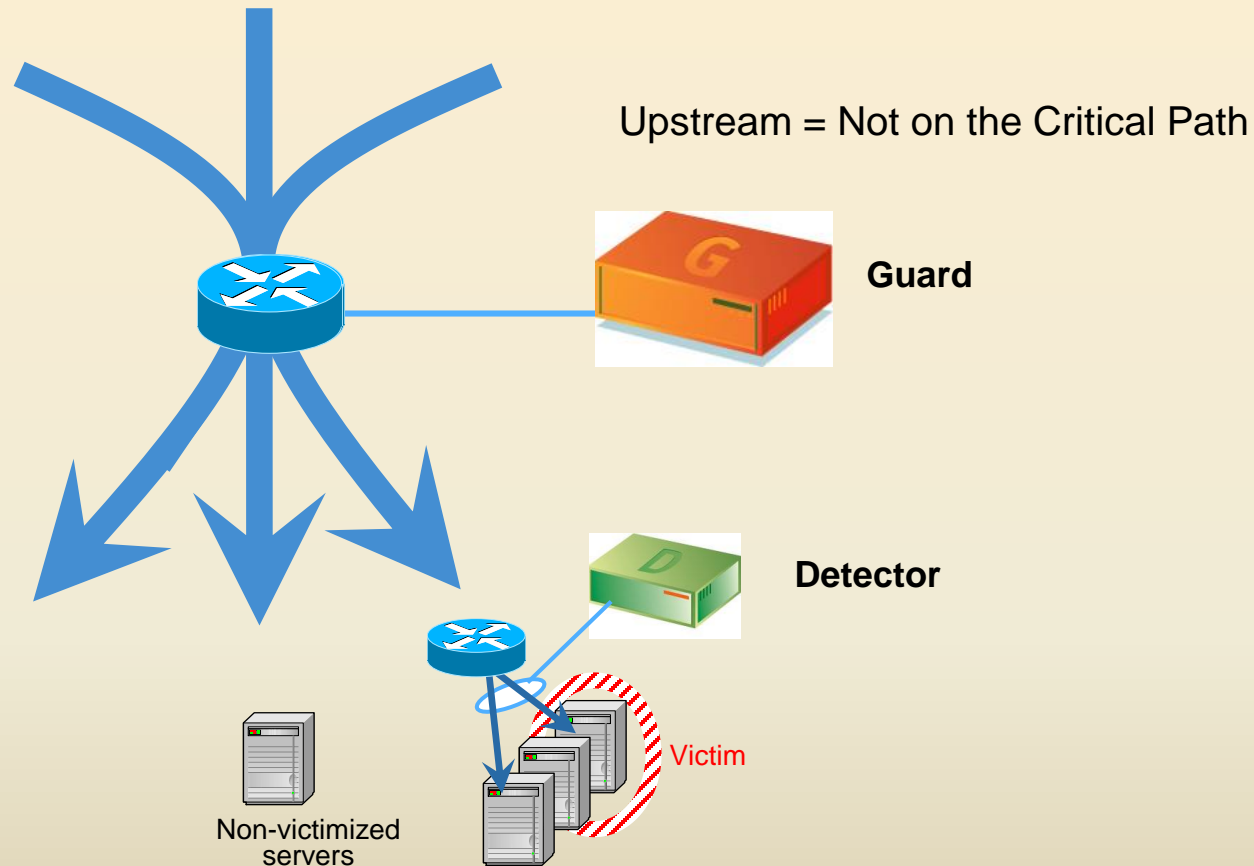 Upstream = Not on the Critical Path
G
Guard
D
Detector
Victim
Non-victimized
servers